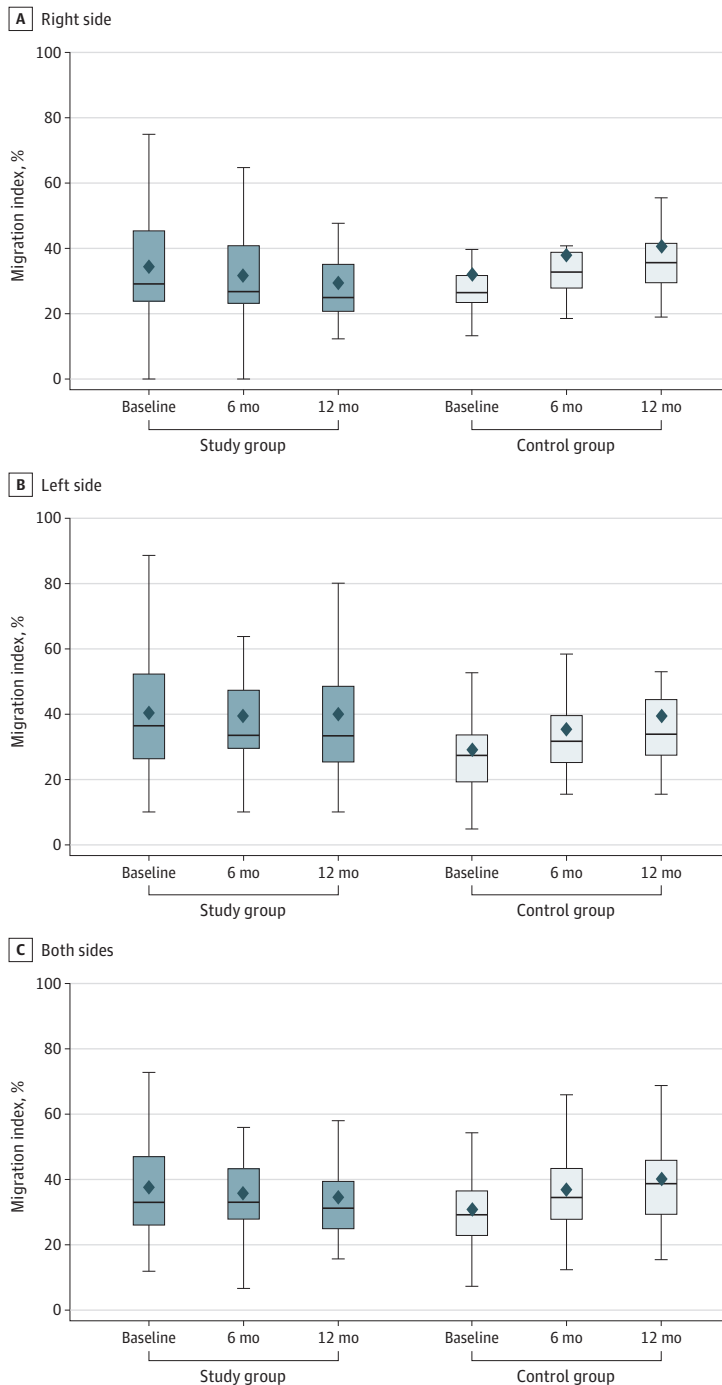 A Right side
100
80
60
40
20
0
Migration index, %
Baseline 6 mo 12 mo Baseline 6 mo 12 mo
Study group Control group
B Left side
100
80
60
40
20
0
Migration index, %
Baseline 6 mo 12 mo Baseline 6 mo 12 mo
Study group Control group
C Both sides
100
80
60
40
20
0
Migration index, %
Baseline 6 mo 12 mo Baseline 6 mo 12 mo
Study group Control group